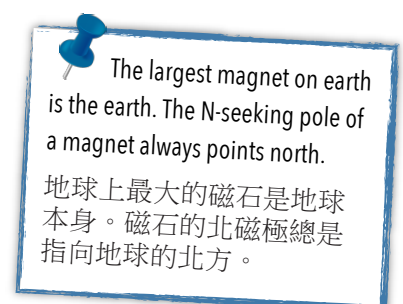 The largest magnet on earth
is the earth. The N-seeking pole of
a magnet always points north.
地球上最大的磁石是地球
本身。磁石的北磁極總是
指向地球的北方。